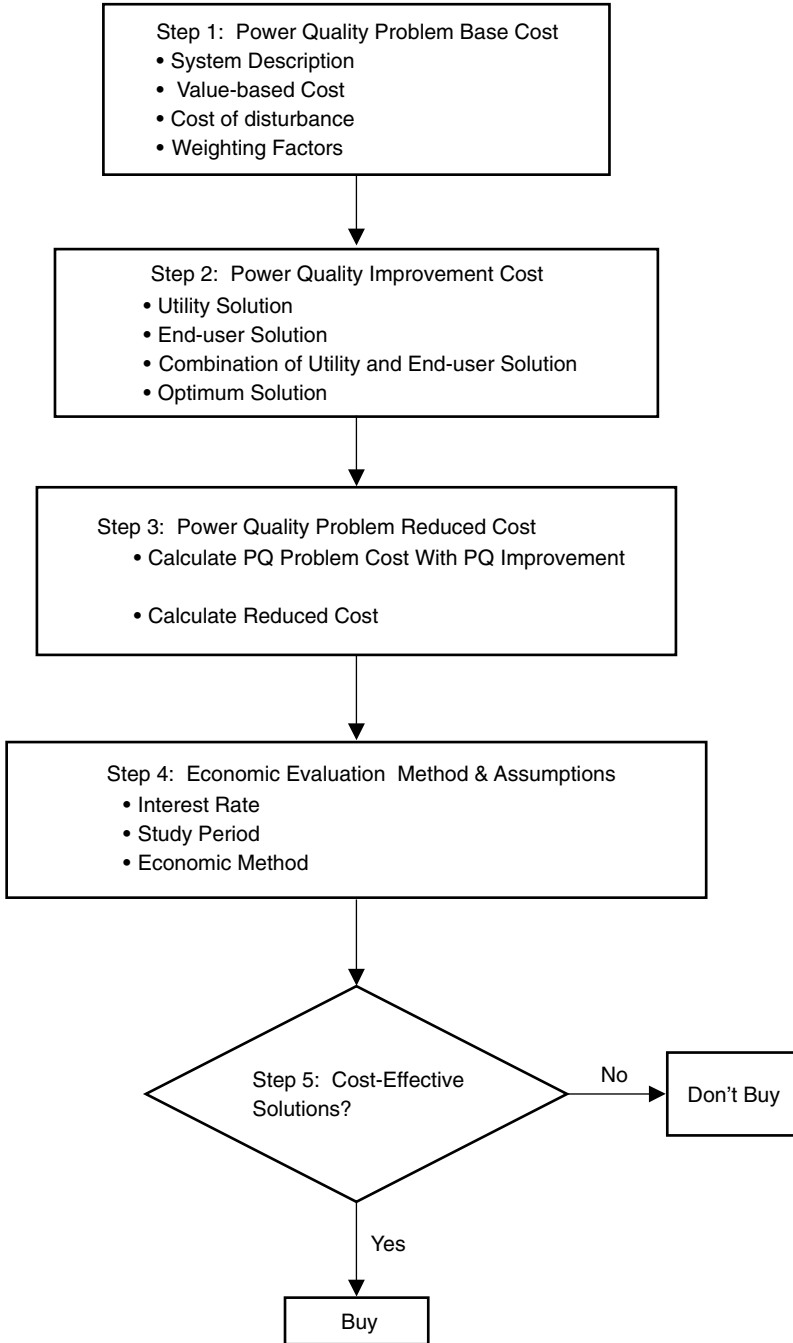 Step 1: Power Quality Problem Base Cost
• System Description
• Value-based Cost
• Cost of disturbance
• Weighting Factors
Step 2: Power Quality Improvement Cost
• Utility Solution
• End-user Solution
• Combination of Utility and End-user Solution
• Optimum Solution
Step 3: Power Quality Problem Reduced Cost
• Calculate PQ Problem Cost With PQ Improvement
• Calculate Reduced Cost
Step 4: Economic Evaluation Method & Assumptions
• Interest Rate
• Study Period
• Economic Method
Step 5: Cost-Effective
Solutions?
No
Don't Buy
Yes
Buy